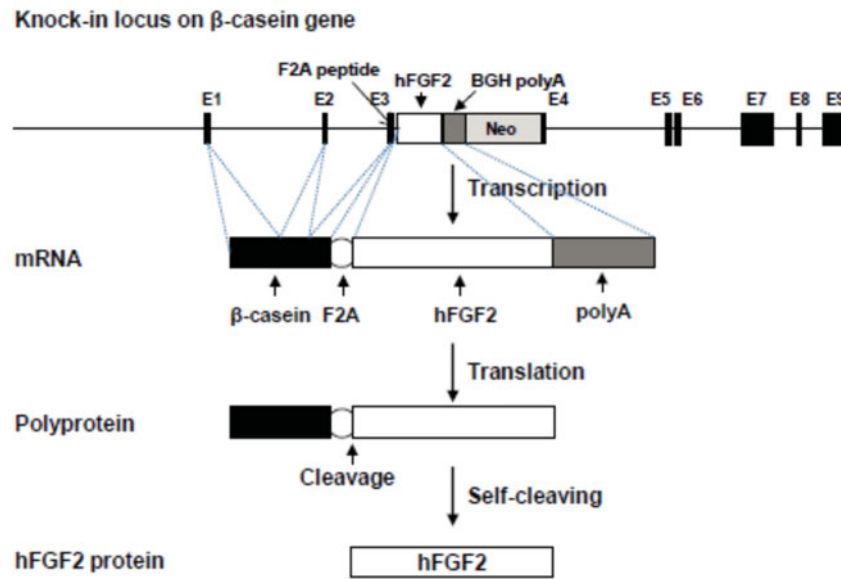 Knock-in locus on β-casein gene
F2A peptide hFGF2 BGH polyA
E1 E2 E3 E4 E5 E6 E7 E8 E9
Neo
Transcription
mRNA
β-casein F2A hFGF2 polyA
Translation
Polyprotein
Cleavage
Self-cleaving
hFGF2 protein hFGF2